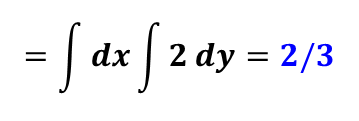 = ∫ dx ∫ 2 dy = 2/3